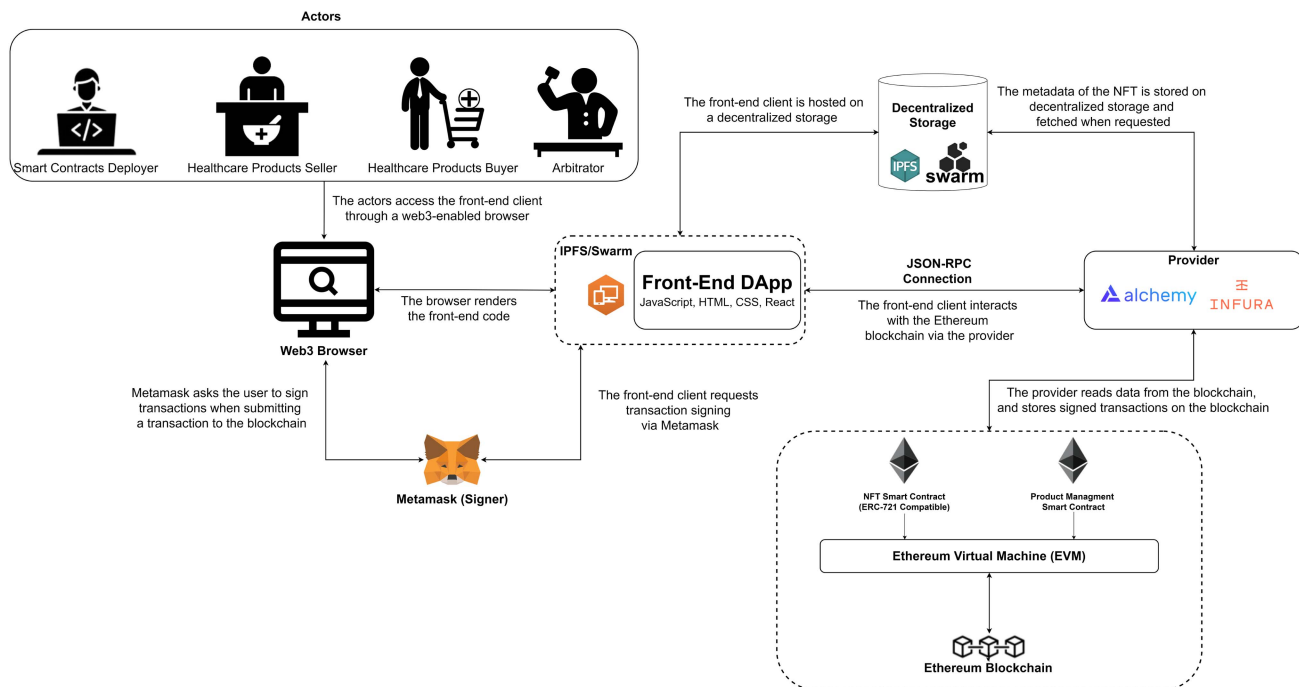 Actors
Smart Contracts Deployer
Healthcare Products Seller
Healthcare Products Buyer
Arbitrator
The actors access the front-end client
through a web3-enabled browser
The front-end client is hosted on
a decentralized storage
Decentralized
Storage
IPFS
swarm
The metadada of the NFT is stored on
decentralized storage and
fetched when requested
Web3 Browser
The browser renders
the front-end code
IPFS/Swarm
Front-End DApp
JavaScript, HTML, CSS, React
JSON-RPC
Connection
The front-end client interacts
with the Ethereum
blockchain via the provider
Provider
alchemy
INFURA
Metamask asks the user to sign
transactions when submitting
a transaction to the blockchain
The front-end client requests
transaction signing
via Metamask
Metamask (Signer)
The provider reads data from the blockchain,
and stores signed transactions on the blockchain
NFT Smart Contract
(ERC-721 Compatible)
Product Managment
Smart Contract
Ethereum Virtual Machine (EVM)
Ethereum Blockchain